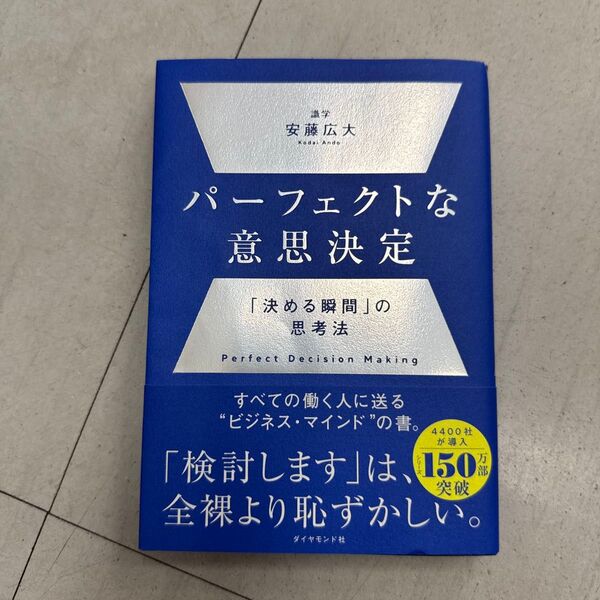 識学
安藤広大
Kodai Ando
パーフェクトな
意思決定
「決める瞬間」の
思考法
Perfect Decision Making
すべての働く人に送る
“ビジネス・マインド”の書。
4400社
が導入
シリーズ
150万部
突破
「検討します」は、
全裸より恥ずかしい。
ダイヤモンド社